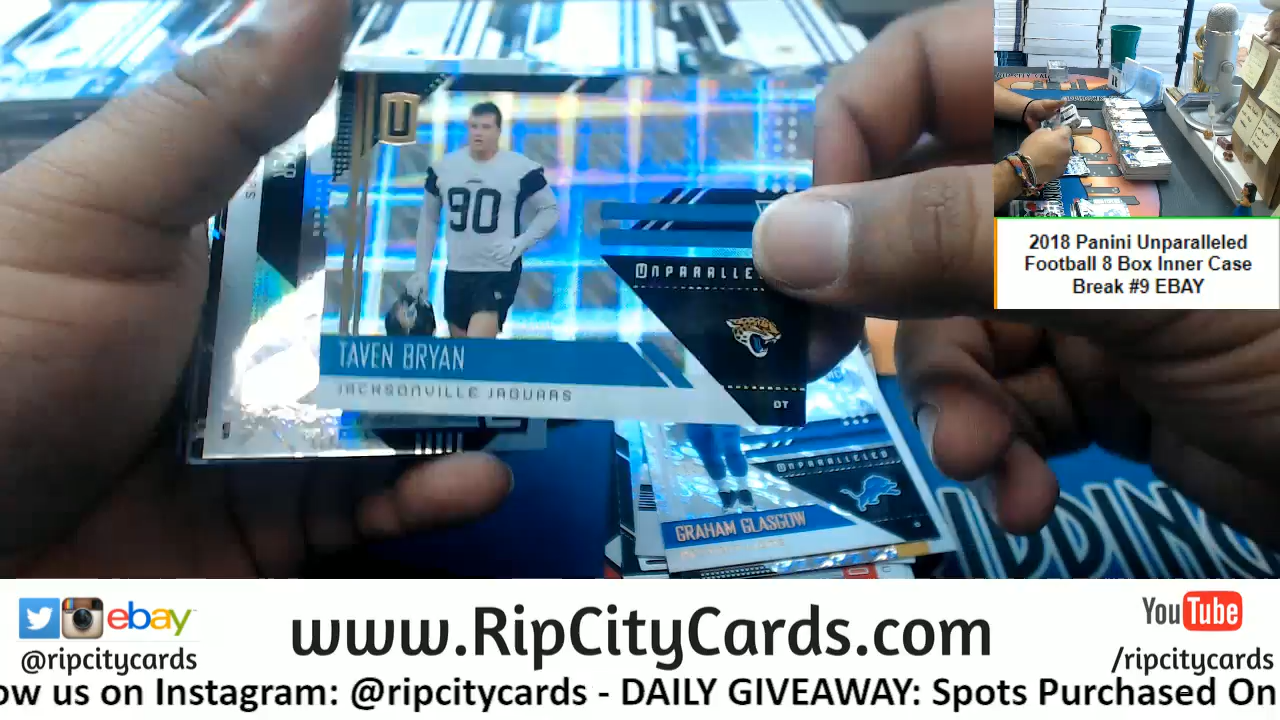 U
90
UNPARALLE
TAVEN BRYAN
JACKSONVILLE JAGUARS
DT
UNPARALLELED
GRAHAM GLASGOW
2018 Panini Unparalleled
Football 8 Box Inner Case
Break #9 EBAY
ebay
@ripcitycards
www.RipCityCards.com
YouTube
/ripcitycards
ow us on Instagram: @ripcitycards - DAILY GIVEAWAY: Spots Purchased On